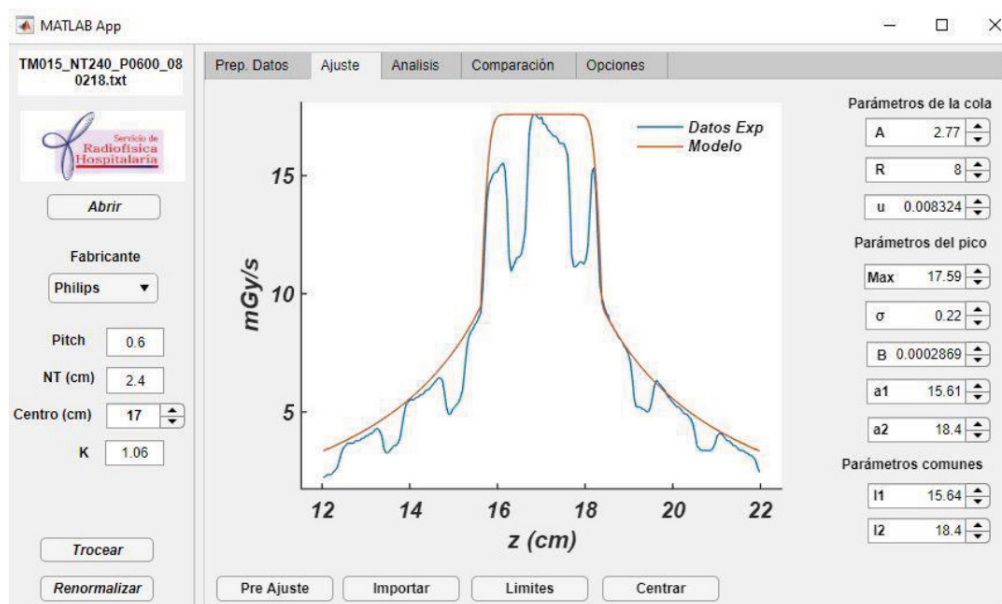 MATLAB App
TM015_NT240_P0600_08
0218.txt
Servicio de
Radiofísica
Hospitalaria
Abrir
Fabricante
Philips
Pitch 0.6
NT (cm) 2.4
Centro (cm) 17
K 1.06
Trocear
Renormalizar
Prep. Datos Ajuste Analisis Comparación Opciones
Datos Exp
Modelo
mGy/s
15
10
5
12 14 16 18 20 22
z (cm)
Pre Ajuste Importar Limites Centrar
Parámetros de la cola
A 2.77
R 8
u 0.008324
Parámetros del pico
Max 17.59
σ 0.22
B 0.0002869
a1 15.61
a2 18.4
Parámetros comunes
l1 15.64
l2 18.4